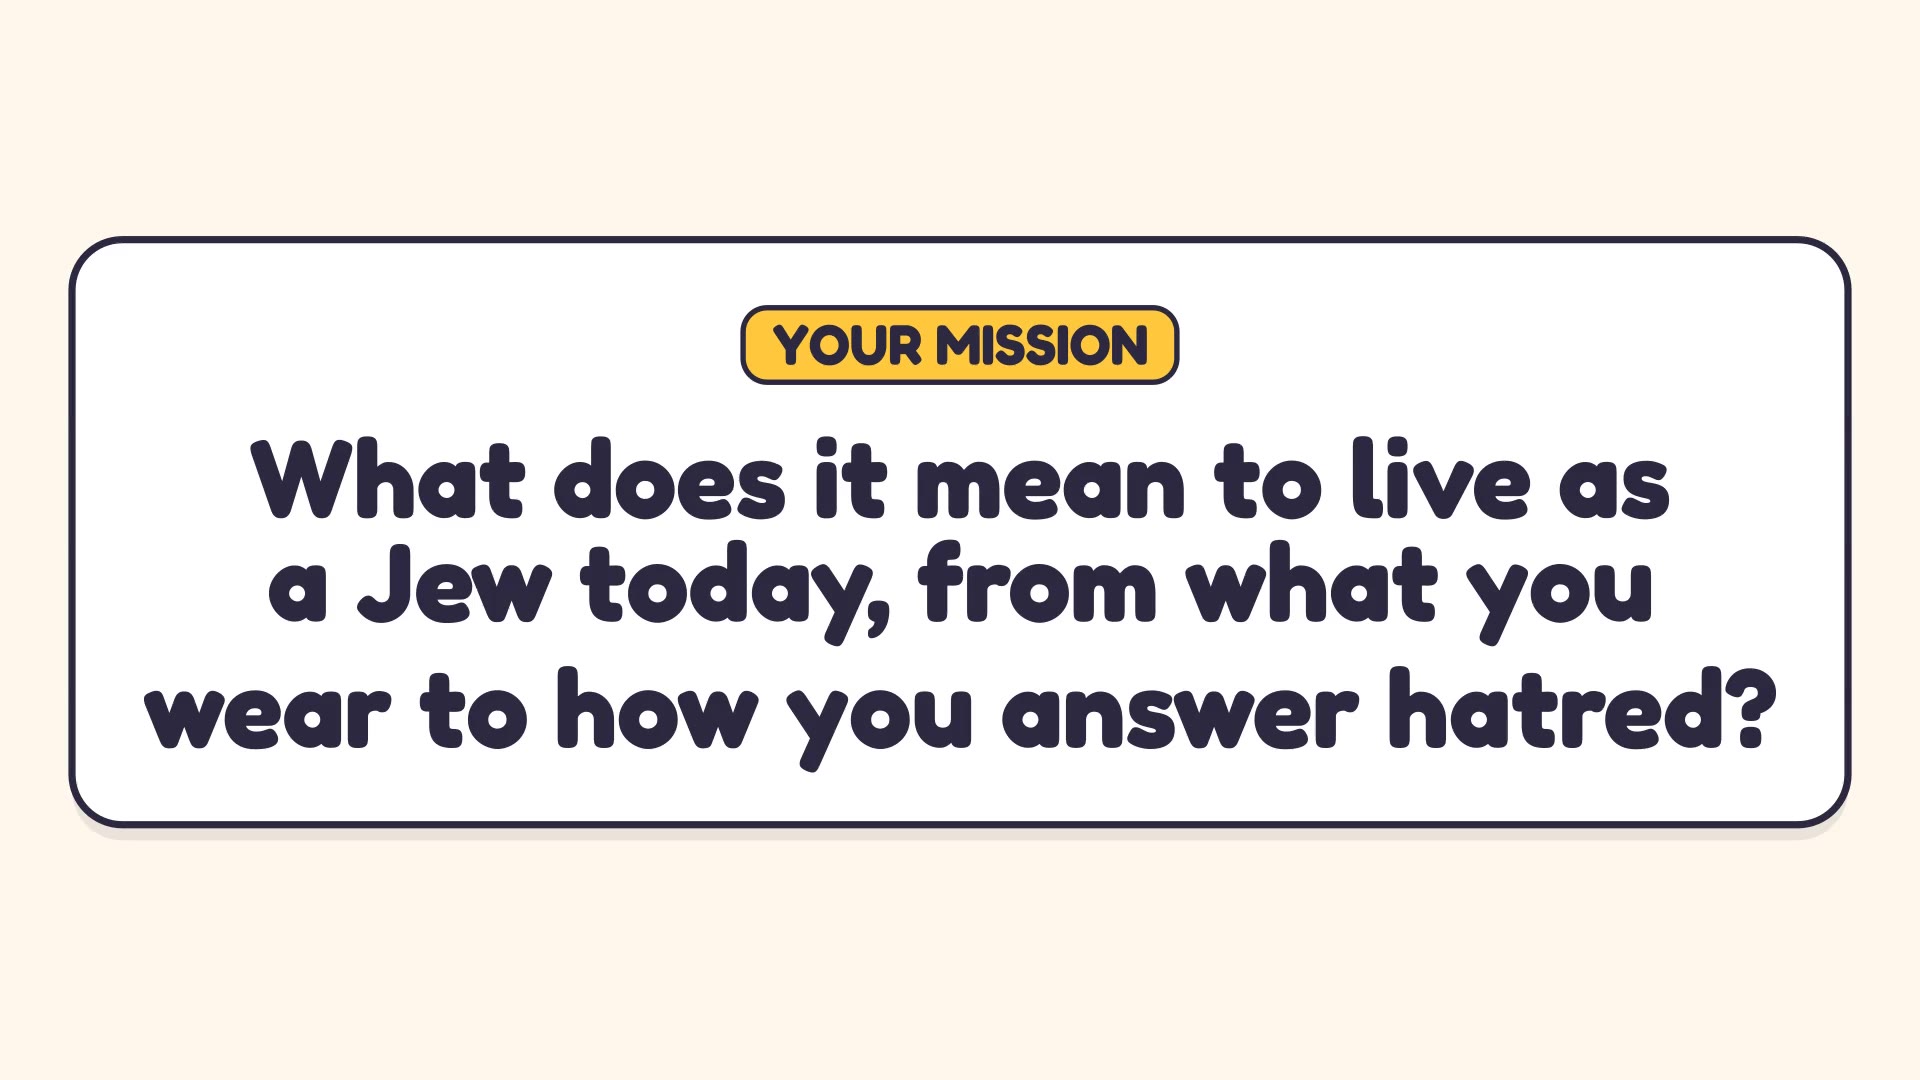 YOUR MISSION
What does it mean to live as
a Jew today, from what you
wear to how you answer hatred?